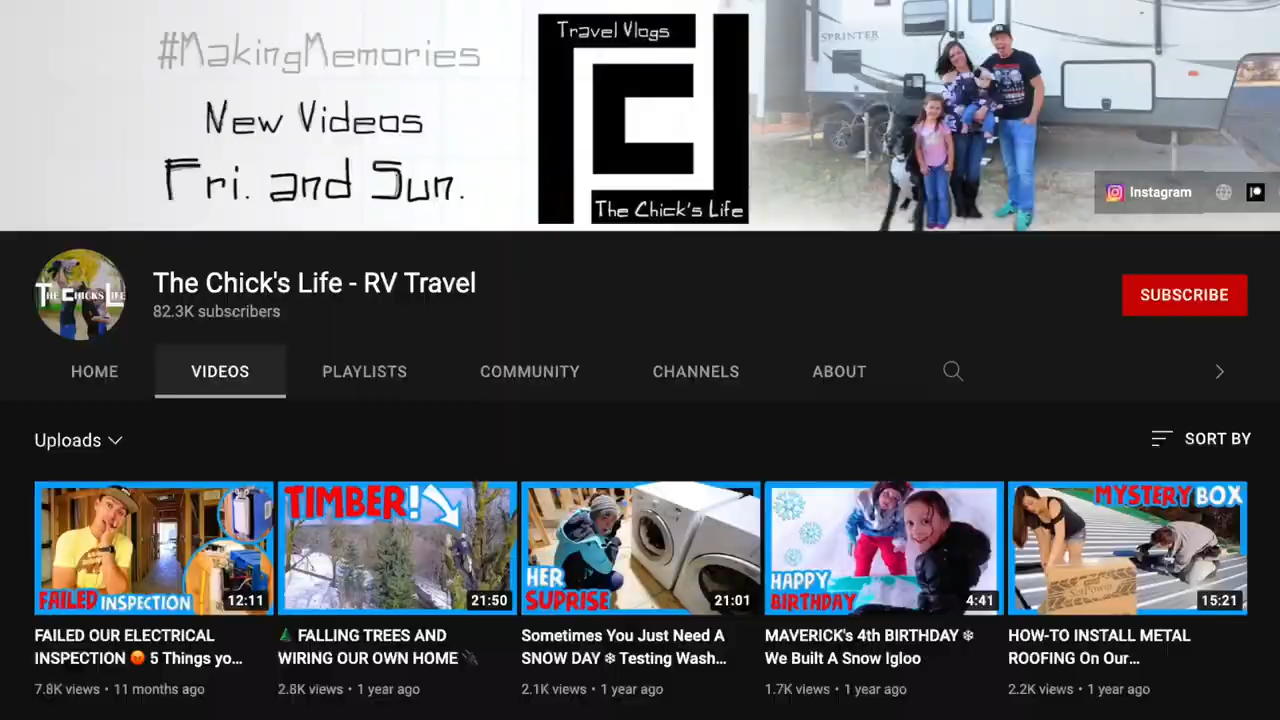 #MakingMemories
New Videos
Fri. and Sun.
Travel Vlogs
The Chick's Life
SPRINTER
Instagram
THE CHICKS LIFE
The Chick's Life - RV Travel
82.3K subscribers
SUBSCRIBE
HOME
VIDEOS
PLAYLISTS
COMMUNITY
CHANNELS
ABOUT
Uploads
SORT BY
FAILED INSPECTION
12:11
TIMBER!
21:50
HER
SUPRISE
21:01
HAPPY
BIRTHDAY
4:41
MYSTERY BOX
15:21
FAILED OUR ELECTRICAL
INSPECTION 😡 5 Things yo...
7.8K views • 11 months ago
🌲 FALLING TREES AND
WIRING OUR OWN HOME 🔌
2.8K views • 1 year ago
Sometimes You Just Need A
SNOW DAY ❄ Testing Wash...
2.1K views • 1 year ago
MAVERICK's 4th BIRTHDAY ❄
We Built A Snow Igloo
1.7K views • 1 year ago
HOW-TO INSTALL METAL
ROOFING On Our...
2.2K views • 1 year ago